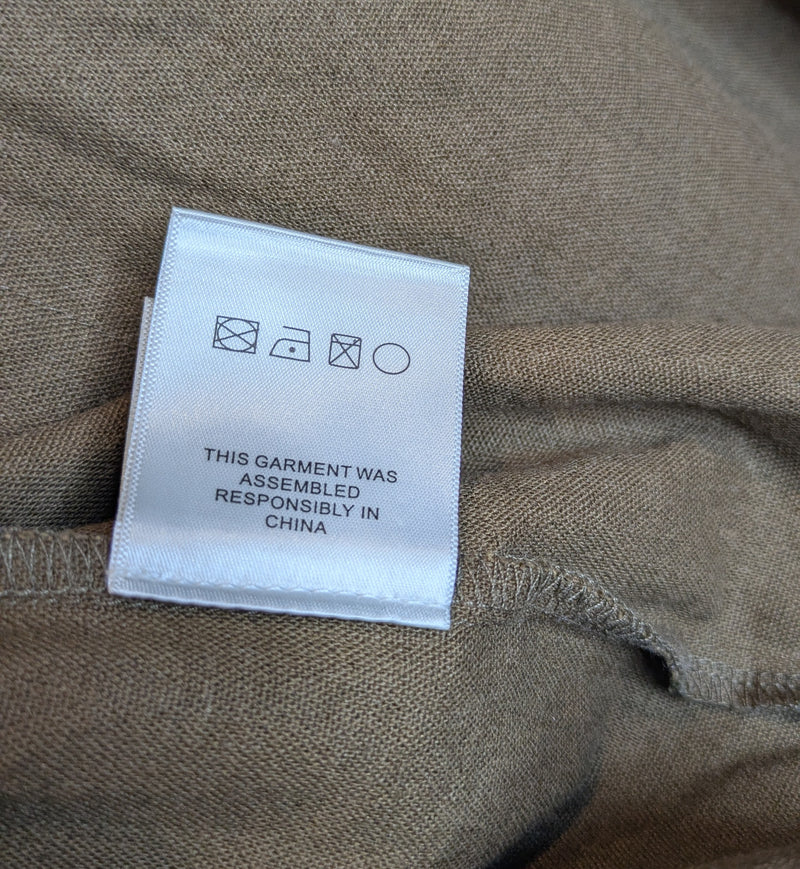 THIS GARMENT WAS
ASSEMBLED
RESPONSIBLY IN
CHINA